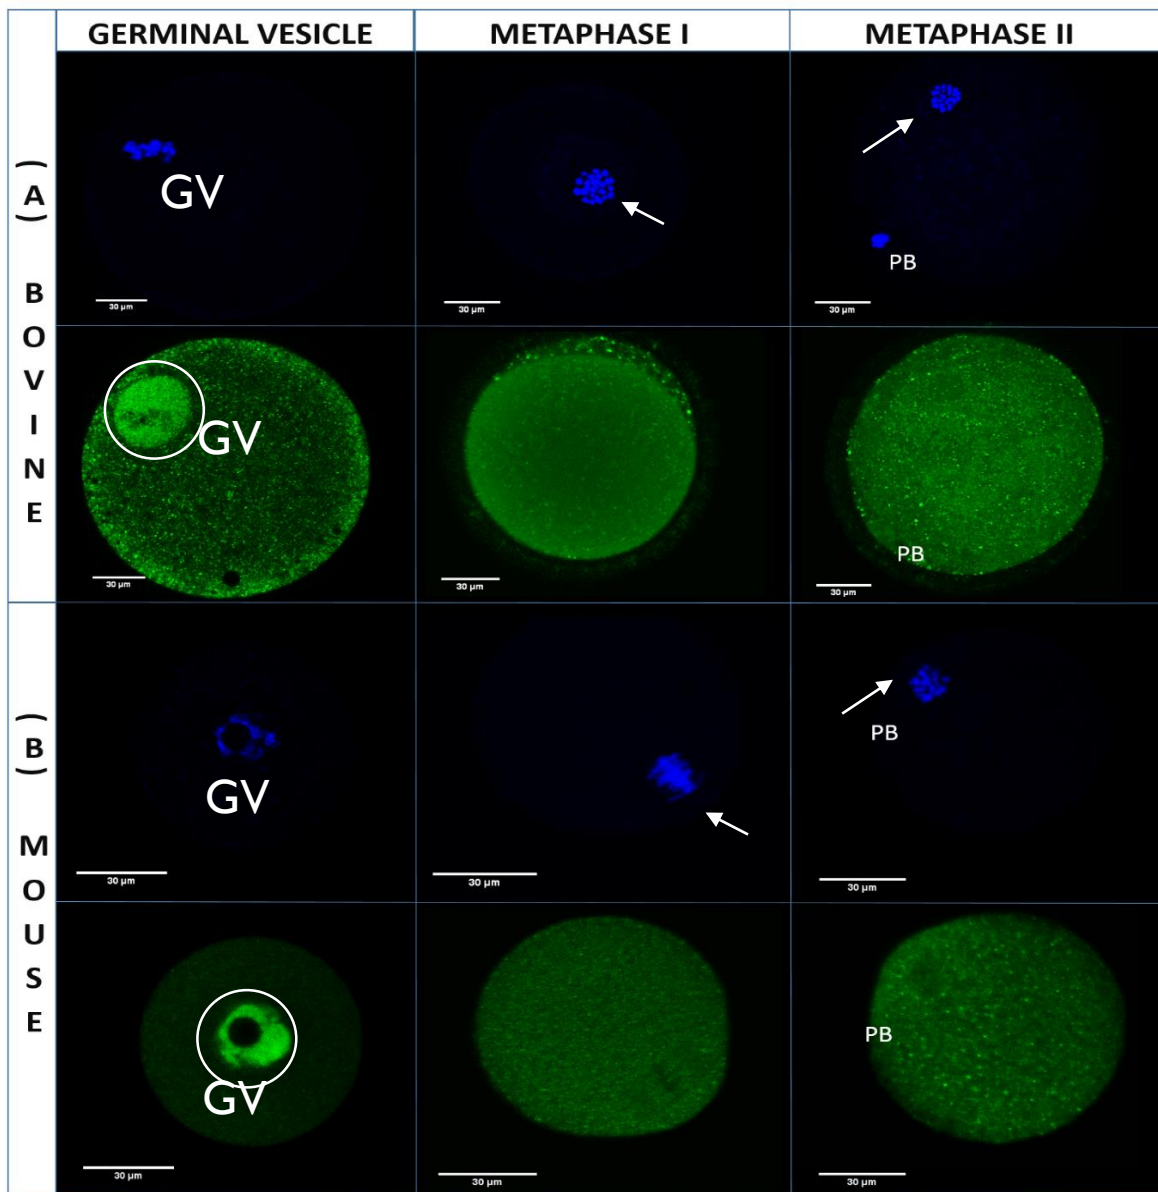 GERMINAL VESICLE
METAPHASE I
METAPHASE II
(A) BOVINE
GV
30 µm
30 µm
PB
30 µm
GV
30 µm
30 µm
PB
30 µm
(B) MOUSE
GV
30 µm
30 µm
PB
30 µm
GV
30 µm
30 µm
PB
30 µm